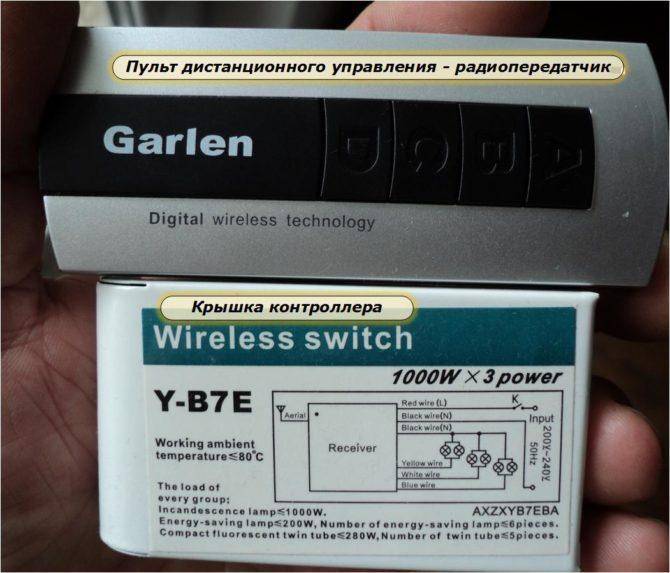 Пульт дистанционного управления - радиопередатчик
Garlen
D C B A
Digital wireless technology
Крышка контроллера
Wireless switch
1000W×3 power
Y-B7E
Working ambient
temperature≤80℃
The load of
every group:
Incandescence lamp≤1000W.
Energy-saving lamp≤200W, Number of energy-saving lamp≤6pieces.
Compact fluorescent twin tube≤280W, Number of twin tube≤5pieces.
Aerial
Receiver
Red wire (L)
K
Black wire(N)
Black wire(N)
Input
200V~240V
50Hz
Yellow wire
White wire
Blue wire
AXZXYB7EBA